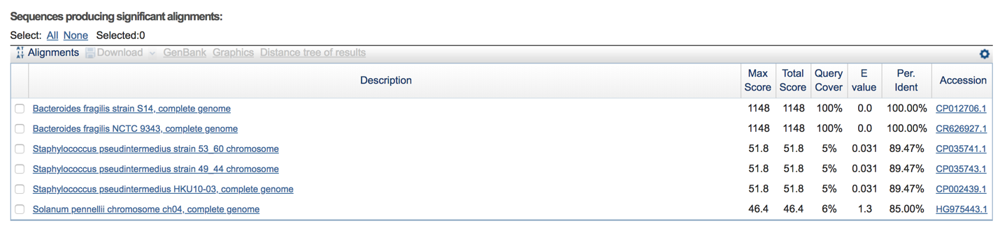 Sequences producing significant alignments:
Select: All None Selected:0
Alignments Download GenBank Graphics Distance tree of results
Description Max Score Total Score Query Cover E value Per. Ident Accession
Bacteroides fragilis strain S14, complete genome 1148 1148 100% 0.0 100.00% CP012706.1
Bacteroides fragilis NCTC 9343, complete genome 1148 1148 100% 0.0 100.00% CR626927.1
Staphylococcus pseudintermedius strain 53_60 chromosome 51.8 51.8 5% 0.031 89.47% CP035741.1
Staphylococcus pseudintermedius strain 49_44 chromosome 51.8 51.8 5% 0.031 89.47% CP035743.1
Staphylococcus pseudintermedius HKU10-03, complete genome 51.8 51.8 5% 0.031 89.47% CP002439.1
Solanum pennellii chromosome ch04, complete genome 46.4 46.4 6% 1.3 85.00% HG975443.1